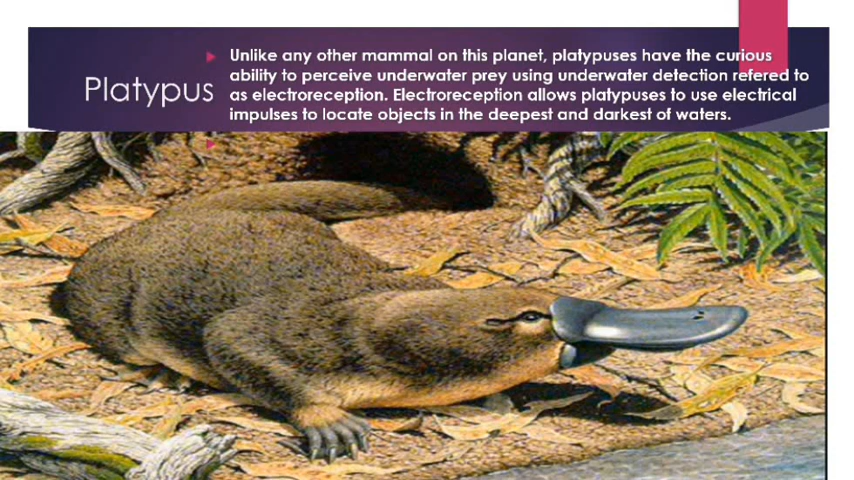 Platypus
Unlike any other mammal on this planet, platypuses have the curious
ability to perceive underwater prey using underwater detection refered to
as electroreception. Electroreception allows platypuses to use electrical
impulses to locate objects in the deepest and darkest of waters.